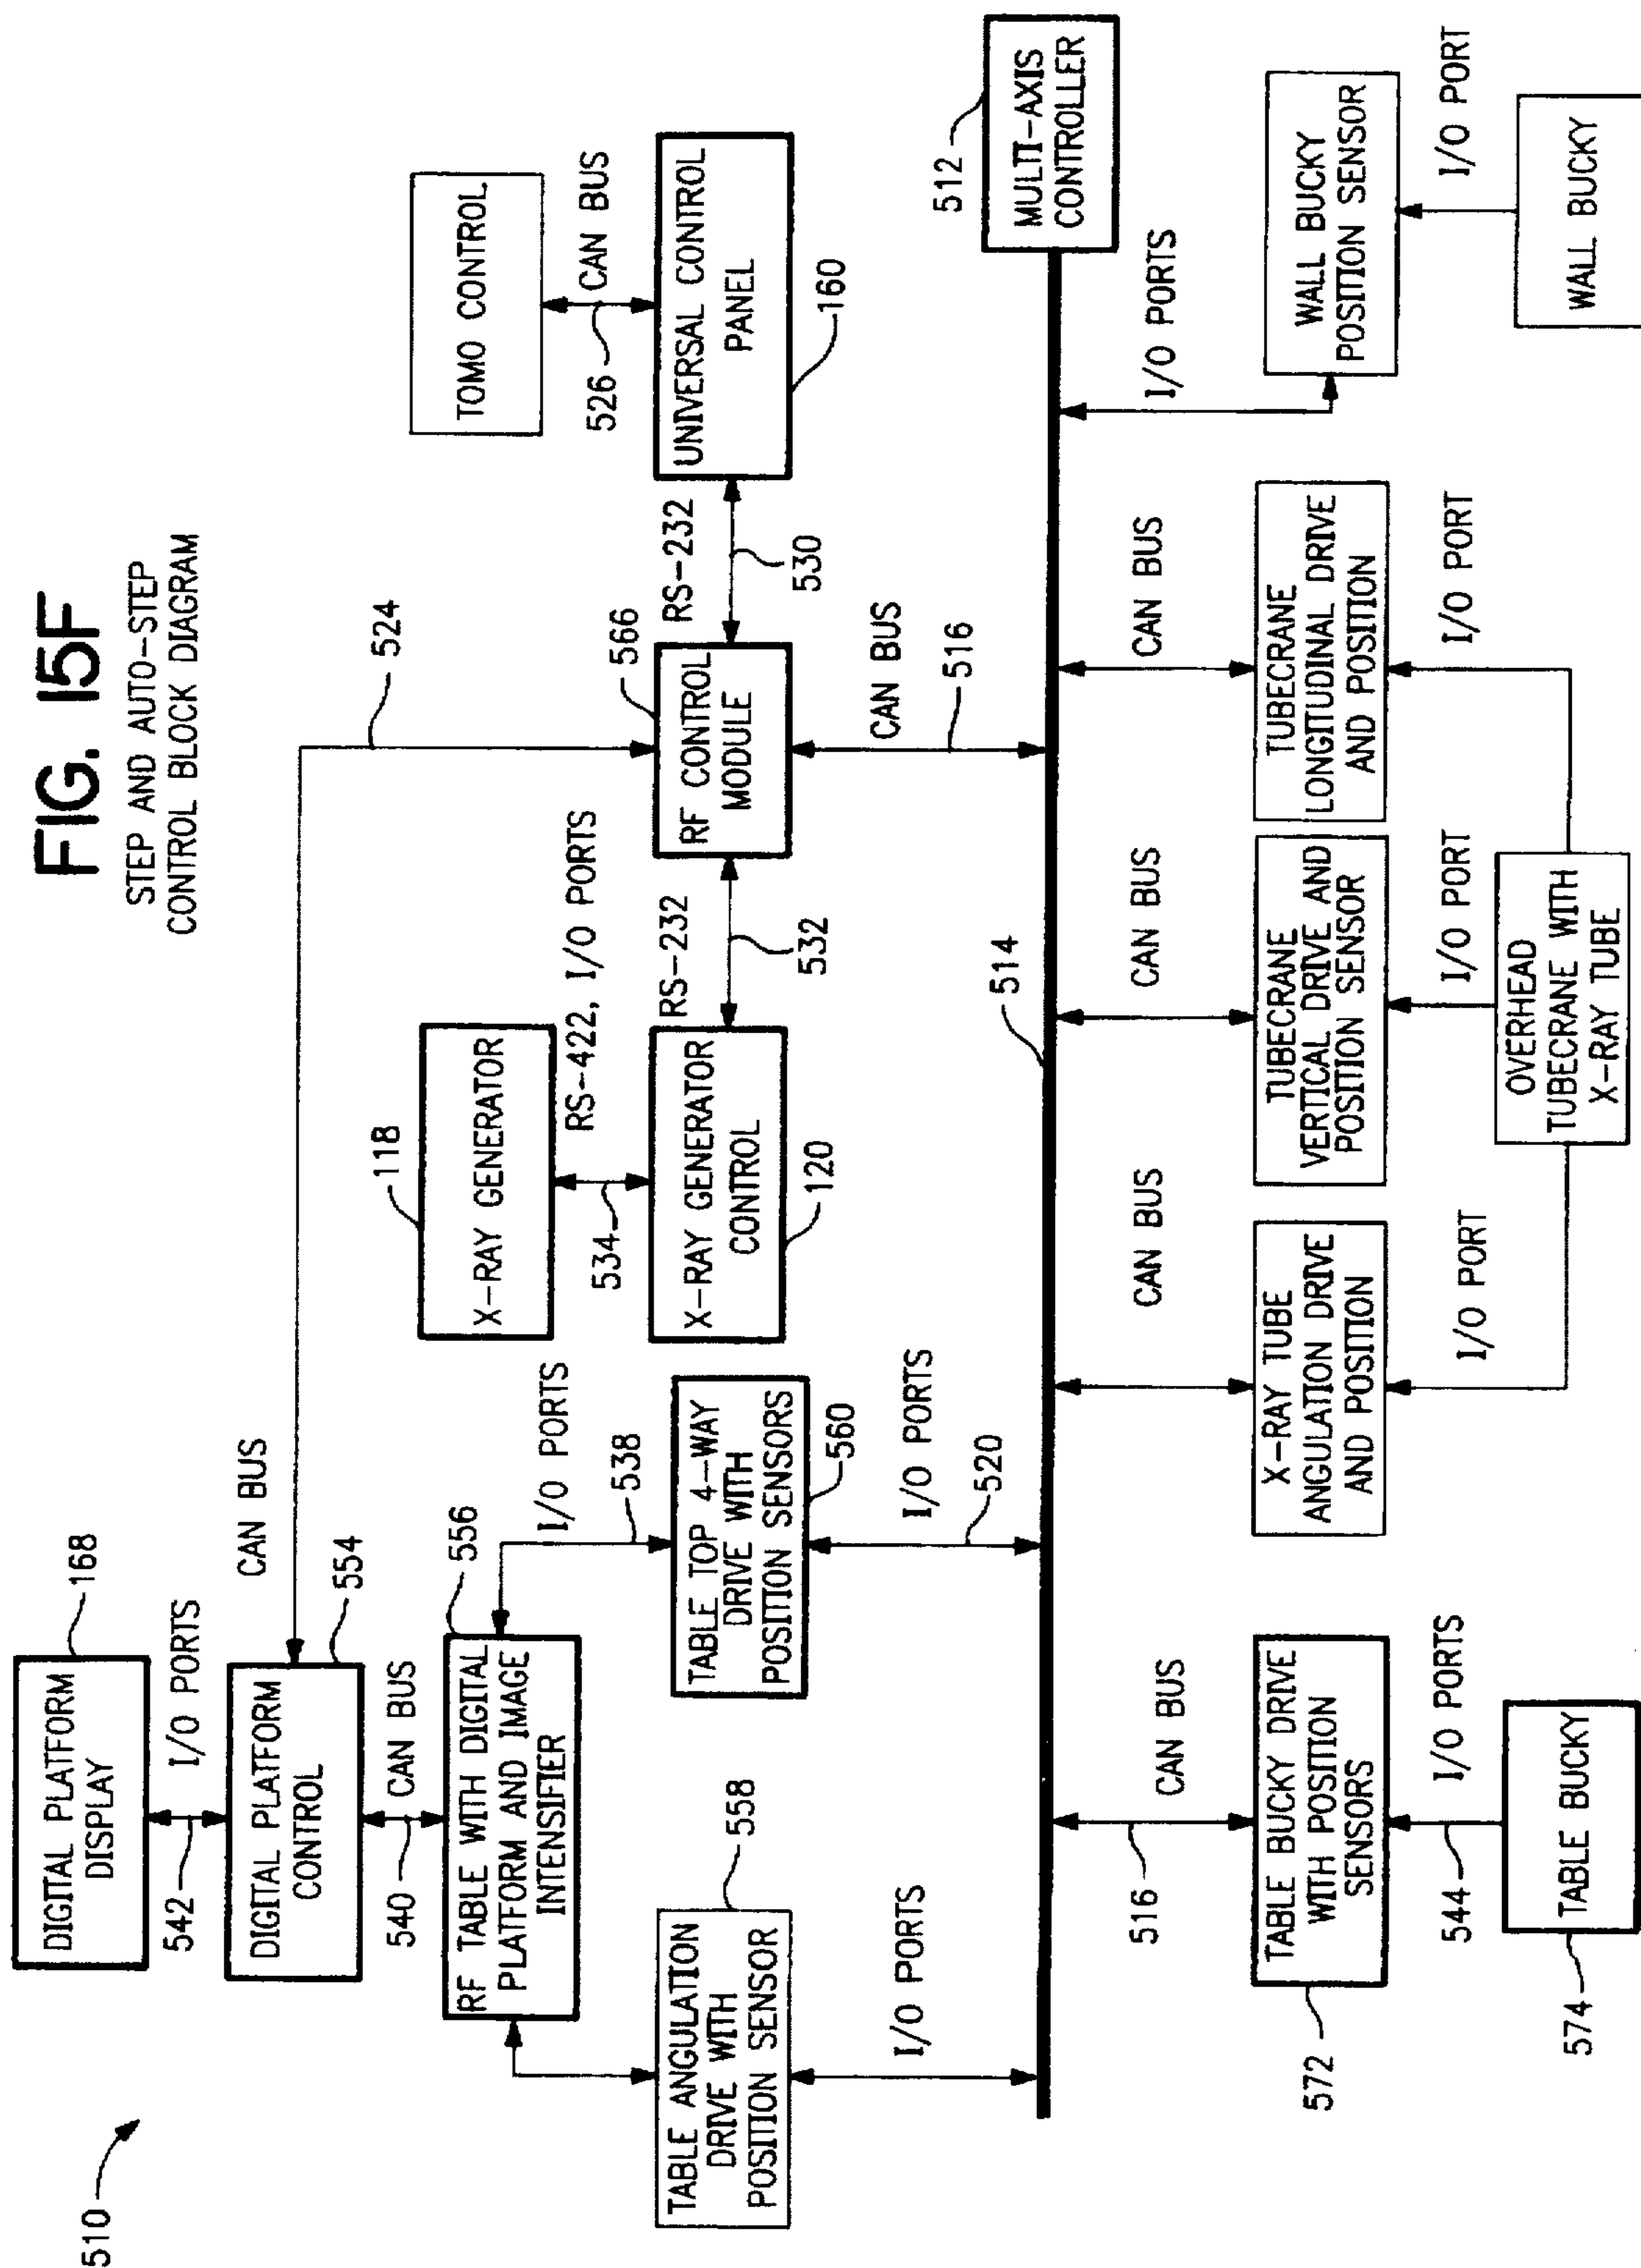 FIG. 15F
STEP AND AUTO-STEP
CONTROL BLOCK DIAGRAM
510
DIGITAL PLATFORM
DISPLAY
168
542
I/O PORTS
DIGITAL PLATFORM
CONTROL
554
CAN BUS
524
540
CAN BUS
RF TABLE WITH DIGITAL
PLATFORM AND IMAGE
INTENSIFIER
556
I/O PORTS
538
TABLE ANGULATION
DRIVE WITH
POSITION SENSOR
558
I/O PORTS
TABLE TOP 4-WAY
DRIVE WITH
POSITION SENSORS
560
I/O PORTS
520
X-RAY GENERATOR
118
534
RS-422, I/O PORTS
X-RAY GENERATOR
CONTROL
120
RS-232
532
RF CONTROL
MODULE
566
CAN BUS
516
RS-232
530
TOMO CONTROL
526
CAN BUS
UNIVERSAL CONTROL
PANEL
160
514
512
MULTI-AXIS
CONTROLLER
516
CAN BUS
TABLE BUCKY DRIVE
WITH POSITION
SENSORS
572
544
I/O PORTS
TABLE BUCKY
574
CAN BUS
X-RAY TUBE
ANGULATION DRIVE
AND POSITION
I/O PORT
CAN BUS
TUBECRANE
VERTICAL DRIVE AND
POSITION SENSOR
I/O PORT
CAN BUS
TUBECRANE
LONGITUDINAL DRIVE
AND POSITION
I/O PORT
OVERHEAD
TUBECRANE WITH
X-RAY TUBE
I/O PORTS
WALL BUCKY
POSITION SENSOR
I/O PORT
WALL BUCKY